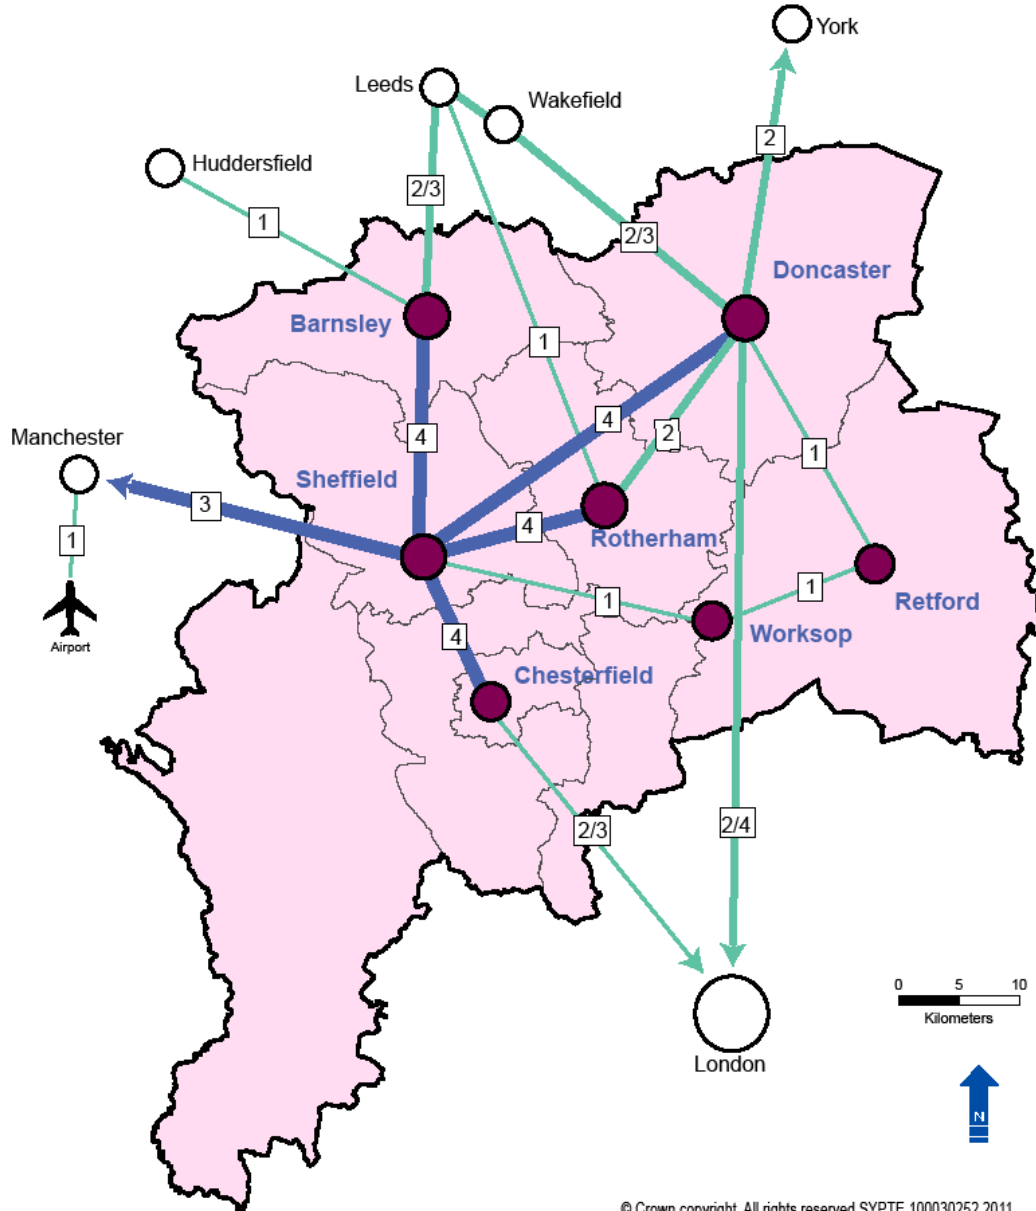 York
Leeds
Wakefield
2
Huddersfield
2/3
1
2/3
Doncaster
Barnsley
1
4
2
4
1
Manchester
Sheffield
3
4
1
Rotherham
1
1
Retford
Airport
4
Worksop
Chesterfield
2/3
2/4
0 5 10
Kilometers
London
N
© Crown copyright. All rights reserved SYPTE 100030252 2011